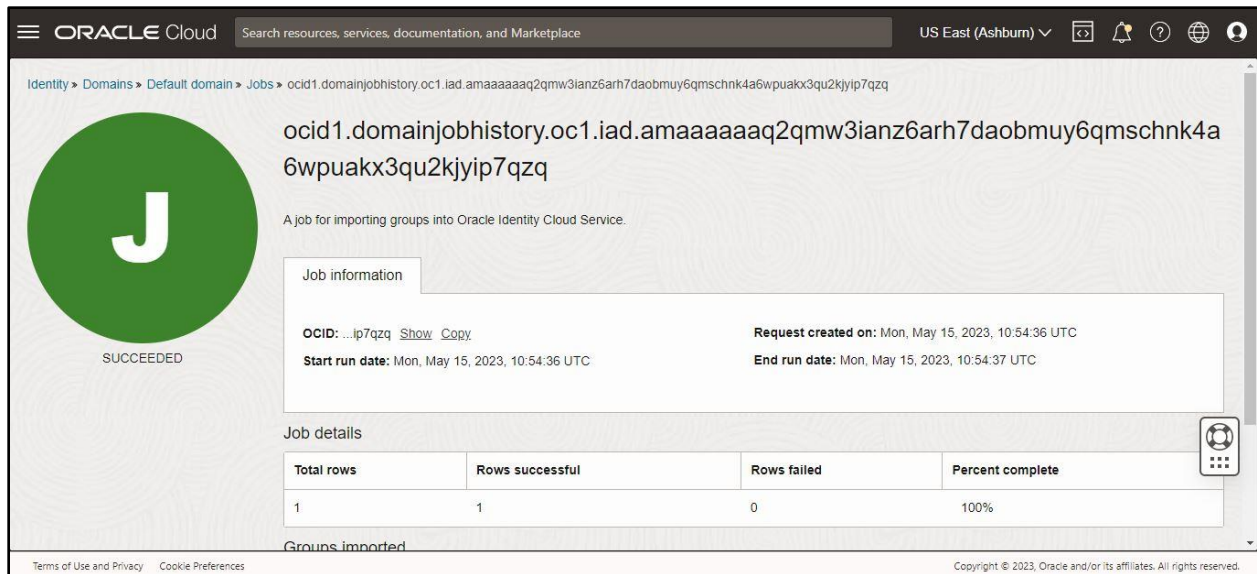 ORACLE Cloud
Search resources, services, documentation, and Marketplace
US East (Ashburn)
Identity » Domains » Default domain » Jobs » ocid1.domainjobhistory.oc1.iad.amaaaaaaq2qmw3ianz6arh7daobmuy6qmschnk4a6wpuakx3qu2kjyip7qzq
J
SUCCEEDED
ocid1.domainjobhistory.oc1.iad.amaaaaaaq2qmw3ianz6arh7daobmuy6qmschnk4a
6wpuakx3qu2kjyip7qzq
A job for importing groups into Oracle Identity Cloud Service.
Job information
OCID: ...ip7qzq Show Copy
Request created on: Mon, May 15, 2023, 10:54:36 UTC
Start run date: Mon, May 15, 2023, 10:54:36 UTC
End run date: Mon, May 15, 2023, 10:54:37 UTC
Job details
Total rows Rows successful Rows failed Percent complete
1 1 0 100%
Groups imported
Terms of Use and Privacy Cookie Preferences
Copyright © 2023, Oracle and/or its affiliates. All rights reserved.